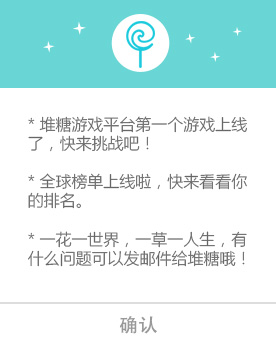 * 堆糖游戏平台第一个游戏上线
了，快来挑战吧！
* 全球榜单上线啦，快来看看你
的排名。
* 一花一世界，一草一人生，有
什么问题可以发邮件给堆糖哦！
确认